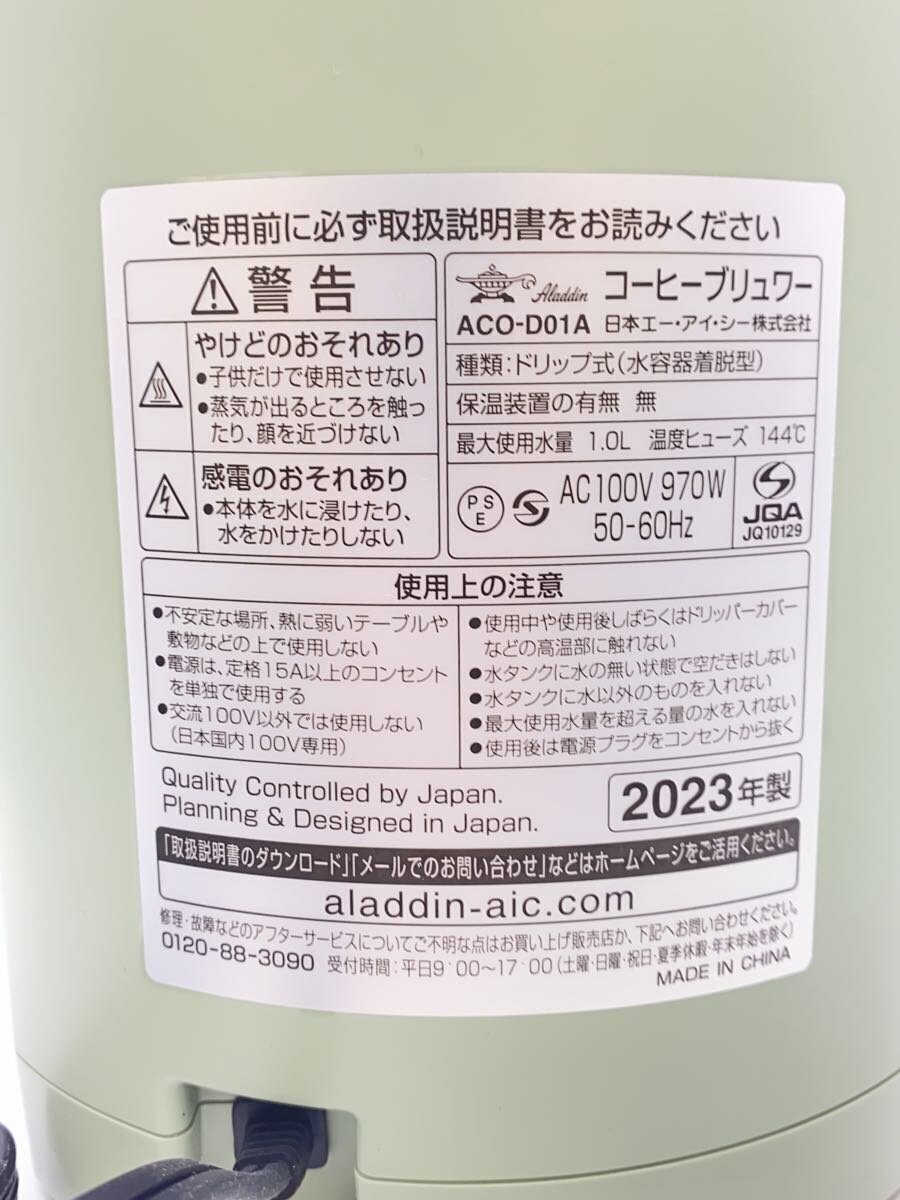 ご使用前に必ず取扱説明書をお読みください
警告
やけどのおそれあり
•子供だけで使用させない
•蒸気が出るところを触っ
たり、顔を近づけない
感電のおそれあり
•本体を水に浸けたり、
水をかけたりしない
Aladdin コーヒーブリュワー
ACO-D01A 日本エー・アイ・シー株式会社
種類:ドリップ式(水容器着脱型)
保温装置の有無 無
最大使用水量 1.0L 温度ヒューズ 144℃
PSE
AC100V 970W
50-60Hz
JQA
JQ10129
使用上の注意
•不安定な場所、熱に弱いテーブルや
敷物などの上で使用しない
•電源は、定格15A以上のコンセント
を単独で使用する
•交流100V以外では使用しない
(日本国内100V専用)
•使用中や使用後しばらくはドリッパーカバー
などの高温部に触れない
•水タンクに水の無い状態で空だきはしない
•水タンクに水以外のものを入れない
•最大使用水量を超える量の水を入れない
•使用後は電源プラグをコンセントから抜く
Quality Controlled by Japan.
Planning & Designed in Japan.
2023年製
「取扱説明書のダウンロード」「メールでのお問い合わせ」などはホームページをご活用ください。
aladdin-aic.com
修理・故障などのアフターサービスについてご不明な点はお買い上げ販売店か、下記へお問い合わせください。
0120-88-3090 受付時間:平日9:00〜17:00(土曜・日曜・祝日・夏季休暇・年末年始を除く)
MADE IN CHINA